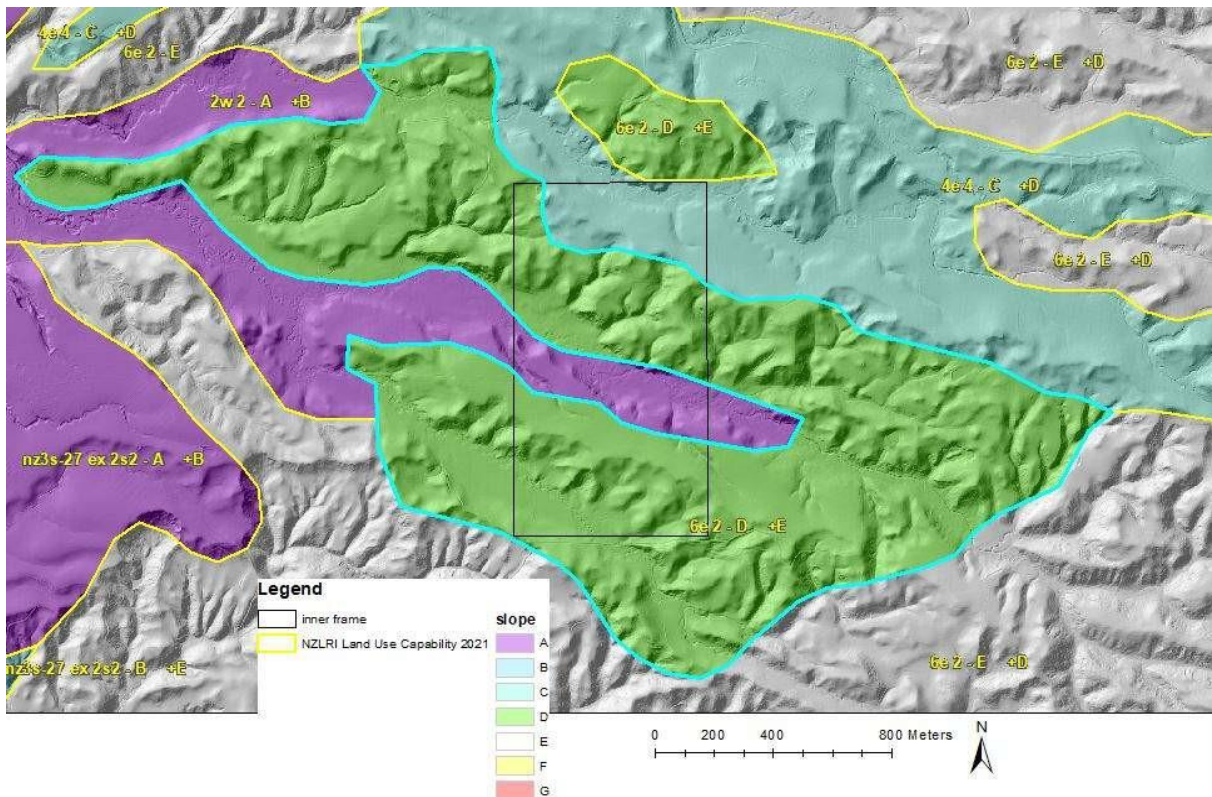 4e 4 - C +D
6e 2 - E
2w 2 - A +B
6e 2 - D +E
6e 2 - E +D
4e 4 - C +D
6e 2 - E +D
nz3s-27 ex 2s2 - A +B
6e 2 - D +E
nz3s-27 ex 2s2 - B +E
6e 2 - E +D
Legend
inner frame
NZLRI Land Use Capability 2021
slope
A
B
C
D
E
F
G
0 200 400 800 Meters
N